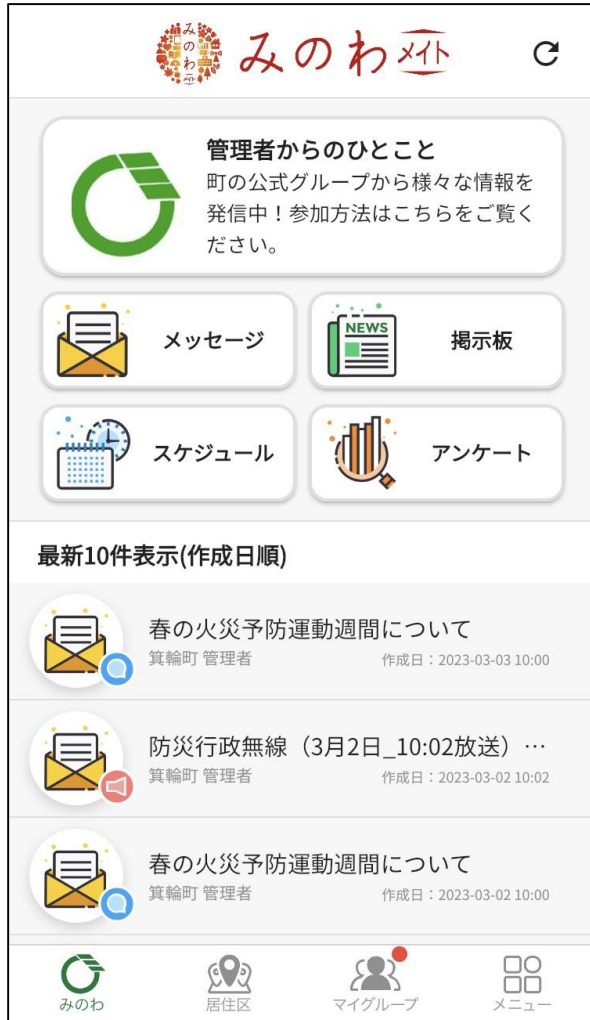 みのわメイト
みのわメイト
管理者からのひとこと
町の公式グループから様々な情報を
発信中！参加方法はこちらをご覧く
ださい。
メッセージ
NEWS
掲示板
スケジュール
アンケート
最新10件表示(作成日順)
春の火災予防運動週間について
箕輪町 管理者
作成日：2023-03-03 10:00
防災行政無線（3月2日_10:02放送）…
箕輪町 管理者
作成日：2023-03-02 10:02
春の火災予防運動週間について
箕輪町 管理者
作成日：2023-03-02 10:00
みのわ
居住区
マイグループ
メニュー